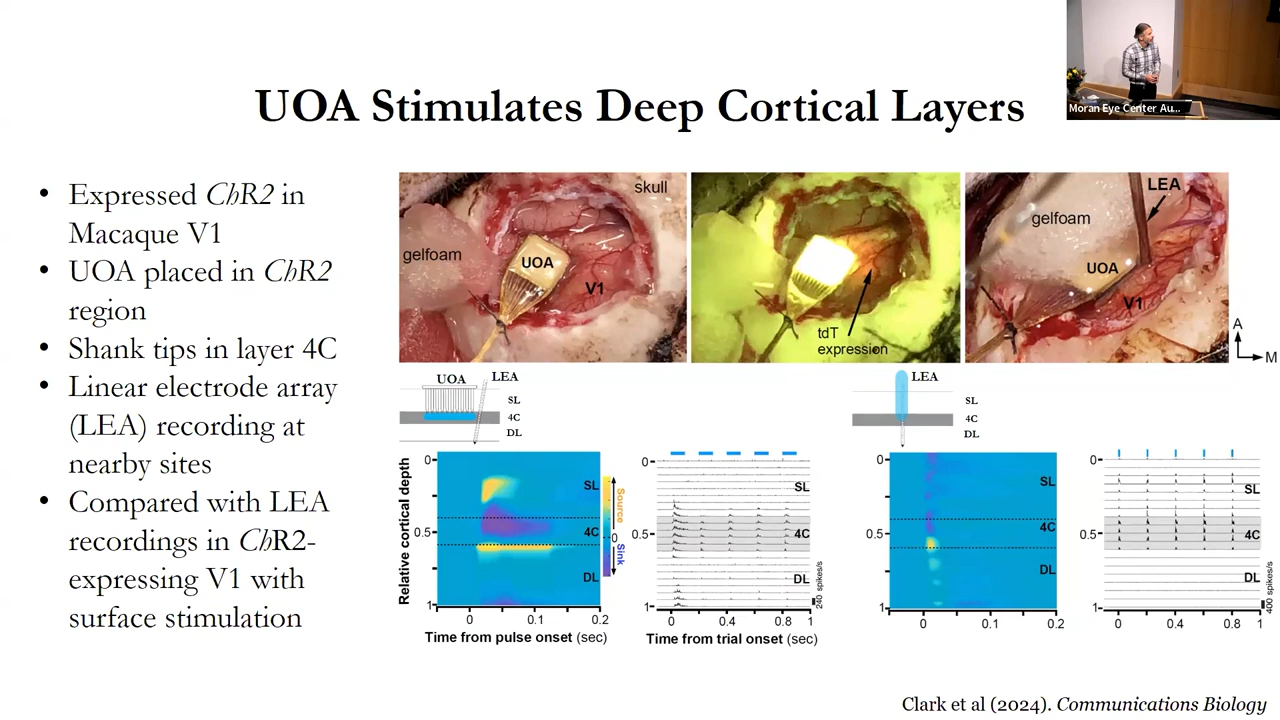 Moran Eye Center Au...
UOA Stimulates Deep Cortical Layers
• Expressed ChR2 in
Macaque V1
• UOA placed in ChR2
region
• Shank tips in layer 4C
• Linear electrode array
(LEA) recording at
nearby sites
• Compared with LEA
recordings in ChR2-
expressing V1 with
surface stimulation
skull
gelfoam
UOA
V1
tdT
expression
LEA
gelfoam
UOA
V1
A
M
UOA
LEA
SL
4C
DL
LEA
SL
4C
DL
Relative cortical depth
0
0.5
1
SL
4C
DL
Source
0
Sink
0 0.1 0.2
Time from pulse onset (sec)
0
0.5
1
SL
4C
DL
240 spikes/s
0 0.4 0.8 1
Time from trial onset (sec)
0
0.5
1
SL
4C
DL
0 0.1 0.2
0
0.5
1
SL
4C
DL
400 spikes/s
0 0.4 0.8 1
Clark et al (2024). Communications Biology